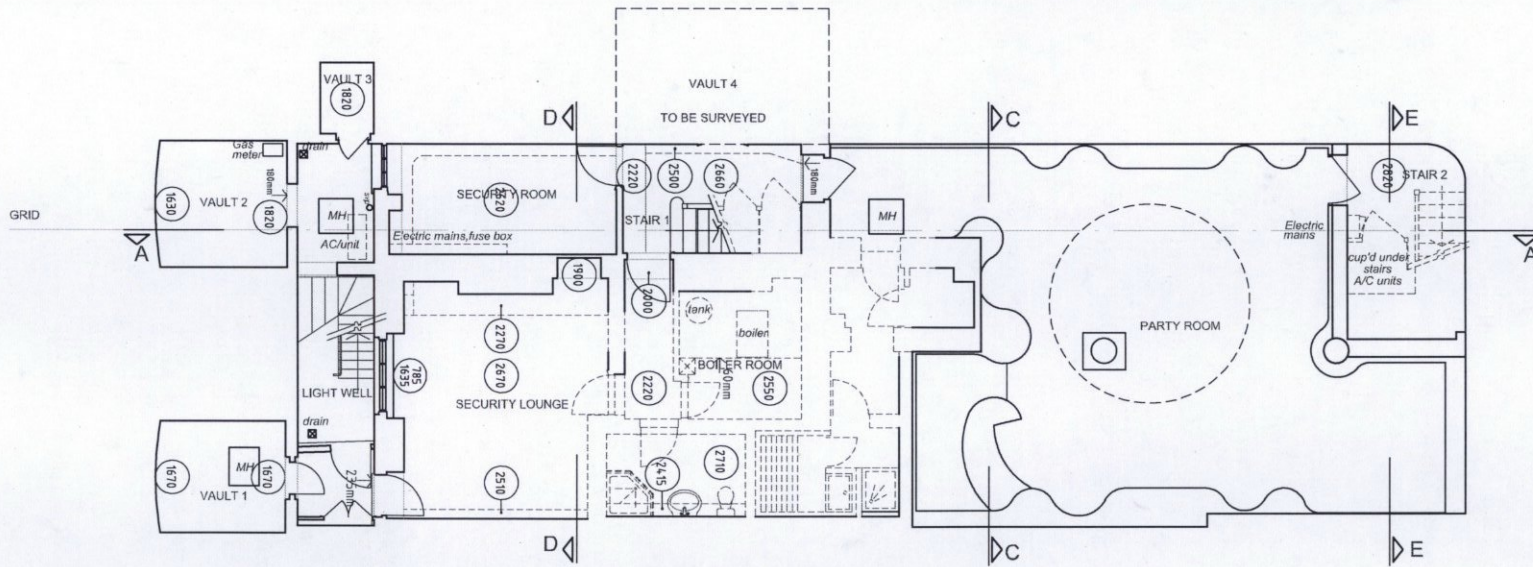 VAULT 3
1820
VAULT 4
TO BE SURVEYED
D
C
E
Gas
meter
drain
180mm
1630
VAULT 2
1820
MH
AC/unit
SECURITY ROOM
Electric mains,fuse box
2220
2500
2660
STAIR 1
180mm
MH
2820
STAIR 2
Electric
mains
cup'd under
stairs
A/C units
GRID
A
A
1900
2000
tank
boiler
BOILER ROOM
2270
2670
SECURITY LOUNGE
785
1635
LIGHT WELL
drain
2220
2550
PARTY ROOM
1670
MH
1670
VAULT 1
235mm
2510
2415
2710
D
C
E